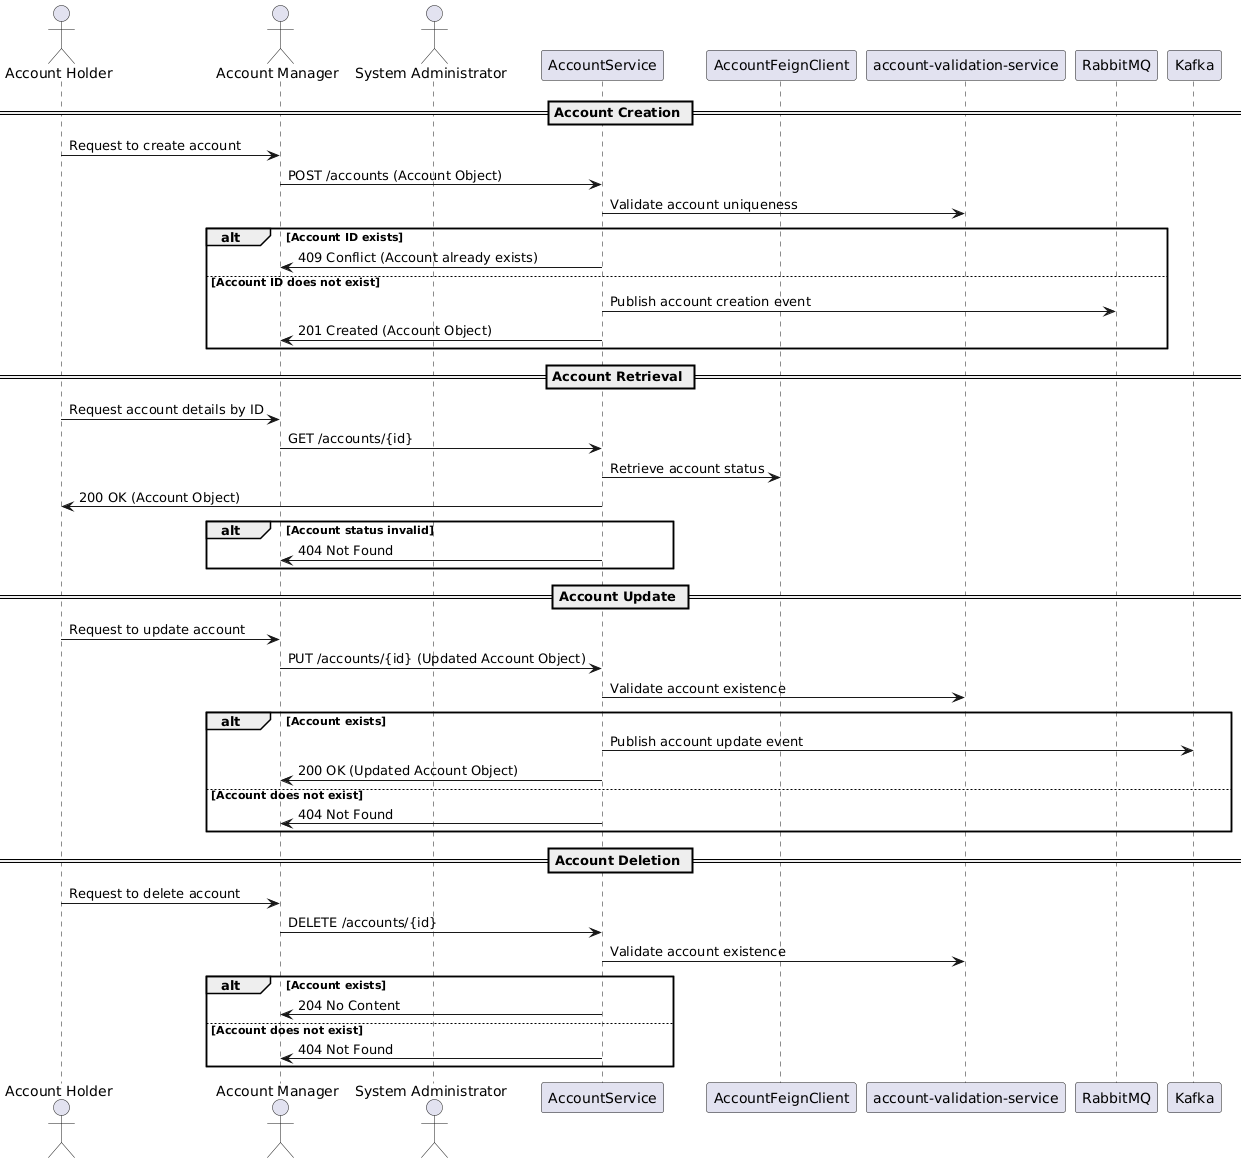 Account Holder
Account Manager
System Administrator
AccountService
AccountFeignClient
account-validation-service
RabbitMQ
Kafka
Account Creation
Request to create account
POST /accounts (Account Object)
Validate account uniqueness
alt [Account ID exists]
409 Conflict (Account already exists)
[Account ID does not exist]
Publish account creation event
201 Created (Account Object)
Account Retrieval
Request account details by ID
GET /accounts/{id}
Retrieve account status
200 OK (Account Object)
alt [Account status invalid]
404 Not Found
Account Update
Request to update account
PUT /accounts/{id} (Updated Account Object)
Validate account existence
alt [Account exists]
Publish account update event
200 OK (Updated Account Object)
[Account does not exist]
404 Not Found
Account Deletion
Request to delete account
DELETE /accounts/{id}
Validate account existence
alt [Account exists]
204 No Content
[Account does not exist]
404 Not Found
Account Holder
Account Manager
System Administrator
AccountService
AccountFeignClient
account-validation-service
RabbitMQ
Kafka